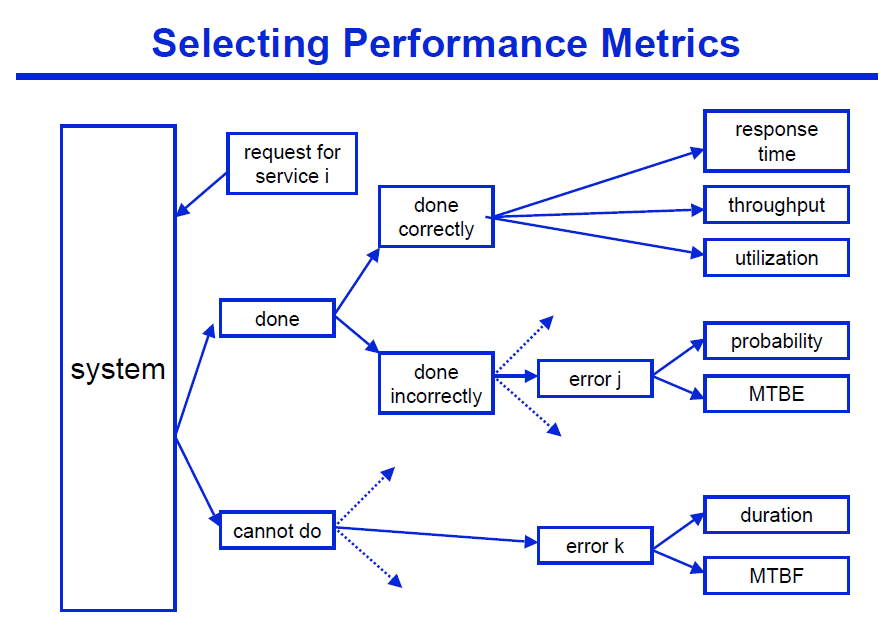 Selecting Performance Metrics
request for
service i
response
time
done
correctly
throughput
utilization
system
done
done
incorrectly
error j
probability
MTBE
cannot do
error k
duration
MTBF